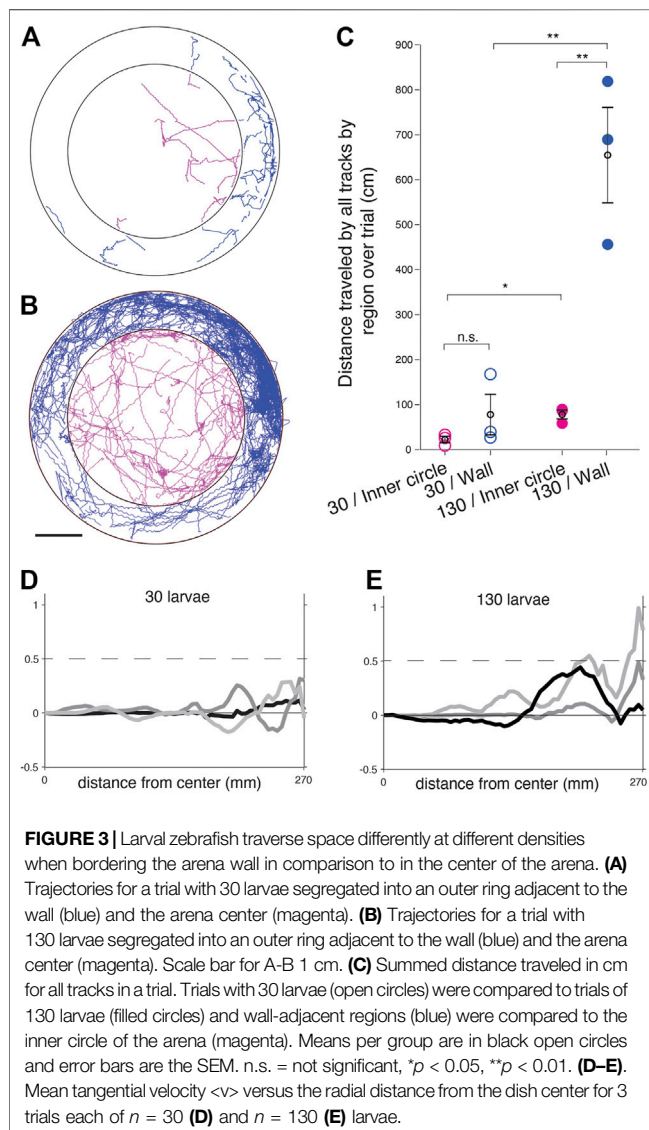 A
B
C
**
**
*
n.s.
Distance traveled by all tracks by
region over trial (cm)
900
800
700
600
500
400
300
200
100
0
30 / Inner circle
30 / Wall
130 / Inner circle
130 / Wall
D
30 larvae
1
0.5
0
-0.5
0
270
distance from center (mm)
E
130 larvae
1
0.5
0
-0.5
0
270
distance from center (mm)
FIGURE 3 | Larval zebrafish traverse space differently at different densities
when bordering the arena wall in comparison to in the center of the arena. (A)
Trajectories for a trial with 30 larvae segregated into an outer ring adjacent to the
wall (blue) and the arena center (magenta). (B) Trajectories for a trial with
130 larvae segregated into an outer ring adjacent to the wall (blue) and the arena
center (magenta). Scale bar for A-B 1 cm. (C) Summed distance traveled in cm
for all tracks in a trial. Trials with 30 larvae (open circles) were compared to trials of
130 larvae (filled circles) and wall-adjacent regions (blue) were compared to the
inner circle of the arena (magenta). Means per group are in black open circles
and error bars are the SEM. n.s. = not significant, *p < 0.05, **p < 0.01. (D–E).
Mean tangential velocity <v> versus the radial distance from the dish center for 3
trials each of n = 30 (D) and n = 130 (E) larvae.